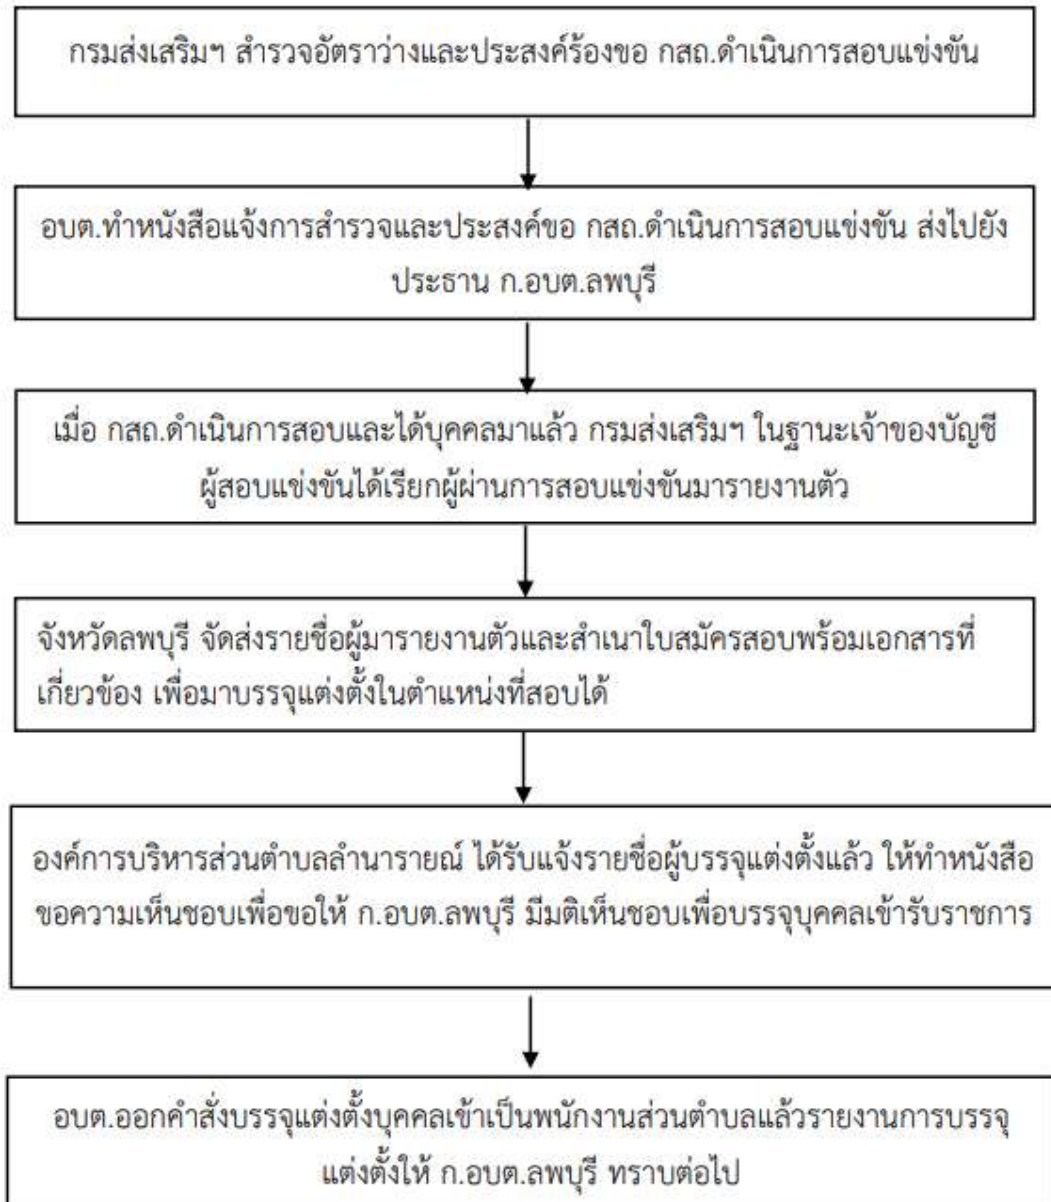 กรมส่งเสริมฯ สำรวจอัตราว่างและประสงค์ร้องขอ กสถ.ดำเนินการสอบแข่งขัน
อบต.ทำหนังสือแจ้งการสำรวจและประสงค์ขอ กสถ.ดำเนินการสอบแข่งขัน ส่งไปยัง
ประธาน ก.อบต.ลพบุรี
เมื่อ กสถ.ดำเนินการสอบและได้บุคคลมาแล้ว กรมส่งเสริมฯ ในฐานะเจ้าของบัญชี
ผู้สอบแข่งขันได้เรียกผู้ผ่านการสอบแข่งขันมารายงานตัว
จังหวัดลพบุรี จัดส่งรายชื่อผู้มารายงานตัวและสำเนาใบสมัครสอบพร้อมเอกสารที่
เกี่ยวข้อง เพื่อมาบรรจุแต่งตั้งในตำแหน่งที่สอบได้
องค์การบริหารส่วนตำบลลำนารายณ์ ได้รับแจ้งรายชื่อผู้บรรจุแต่งตั้งแล้ว ให้ทำหนังสือ
ขอความเห็นชอบเพื่อขอให้ ก.อบต.ลพบุรี มีมติเห็นชอบเพื่อบรรจุบุคคลเข้ารับราชการ
อบต.ออกคำสั่งบรรจุแต่งตั้งบุคคลเข้าเป็นพนักงานส่วนตำบลแล้วรายงานการบรรจุ
แต่งตั้งให้ ก.อบต.ลพบุรี ทราบต่อไป